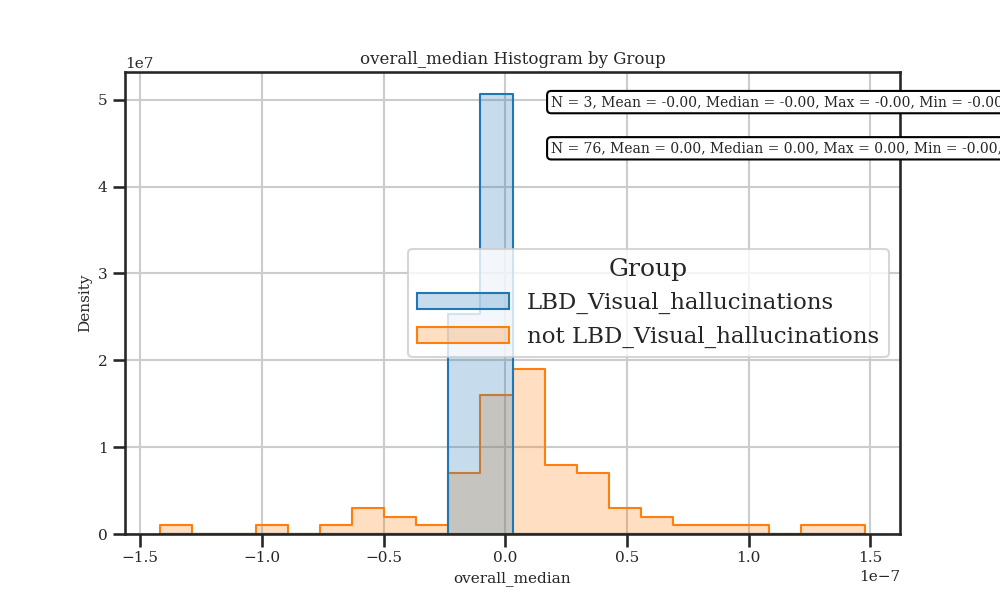 overall_median Histogram by Group
1e7
N = 3, Mean = -0.00, Median = -0.00, Max = -0.00, Min = -0.00
N = 76, Mean = 0.00, Median = 0.00, Max = 0.00, Min = -0.00,
5
4
3
2
1
0
Density
Group
LBD_Visual_hallucinations
not LBD_Visual_hallucinations
−1.5 −1.0 −0.5 0.0 0.5 1.0 1.5
1e−7
overall_median